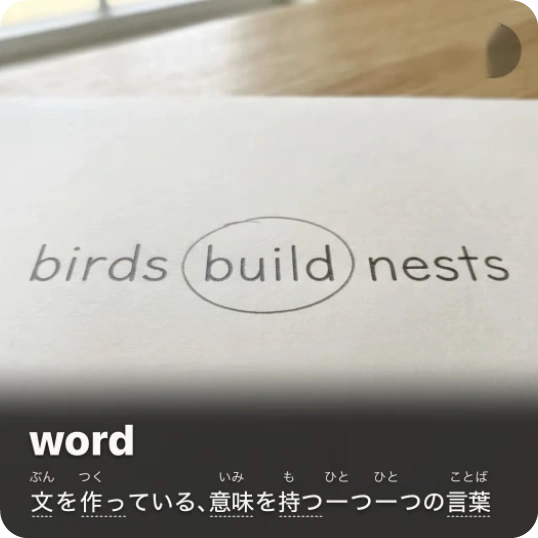 birds build nests
word
ぶん つく いみ も ひと ひと ことば
文を作っている、意味を持つ一つ一つの言葉